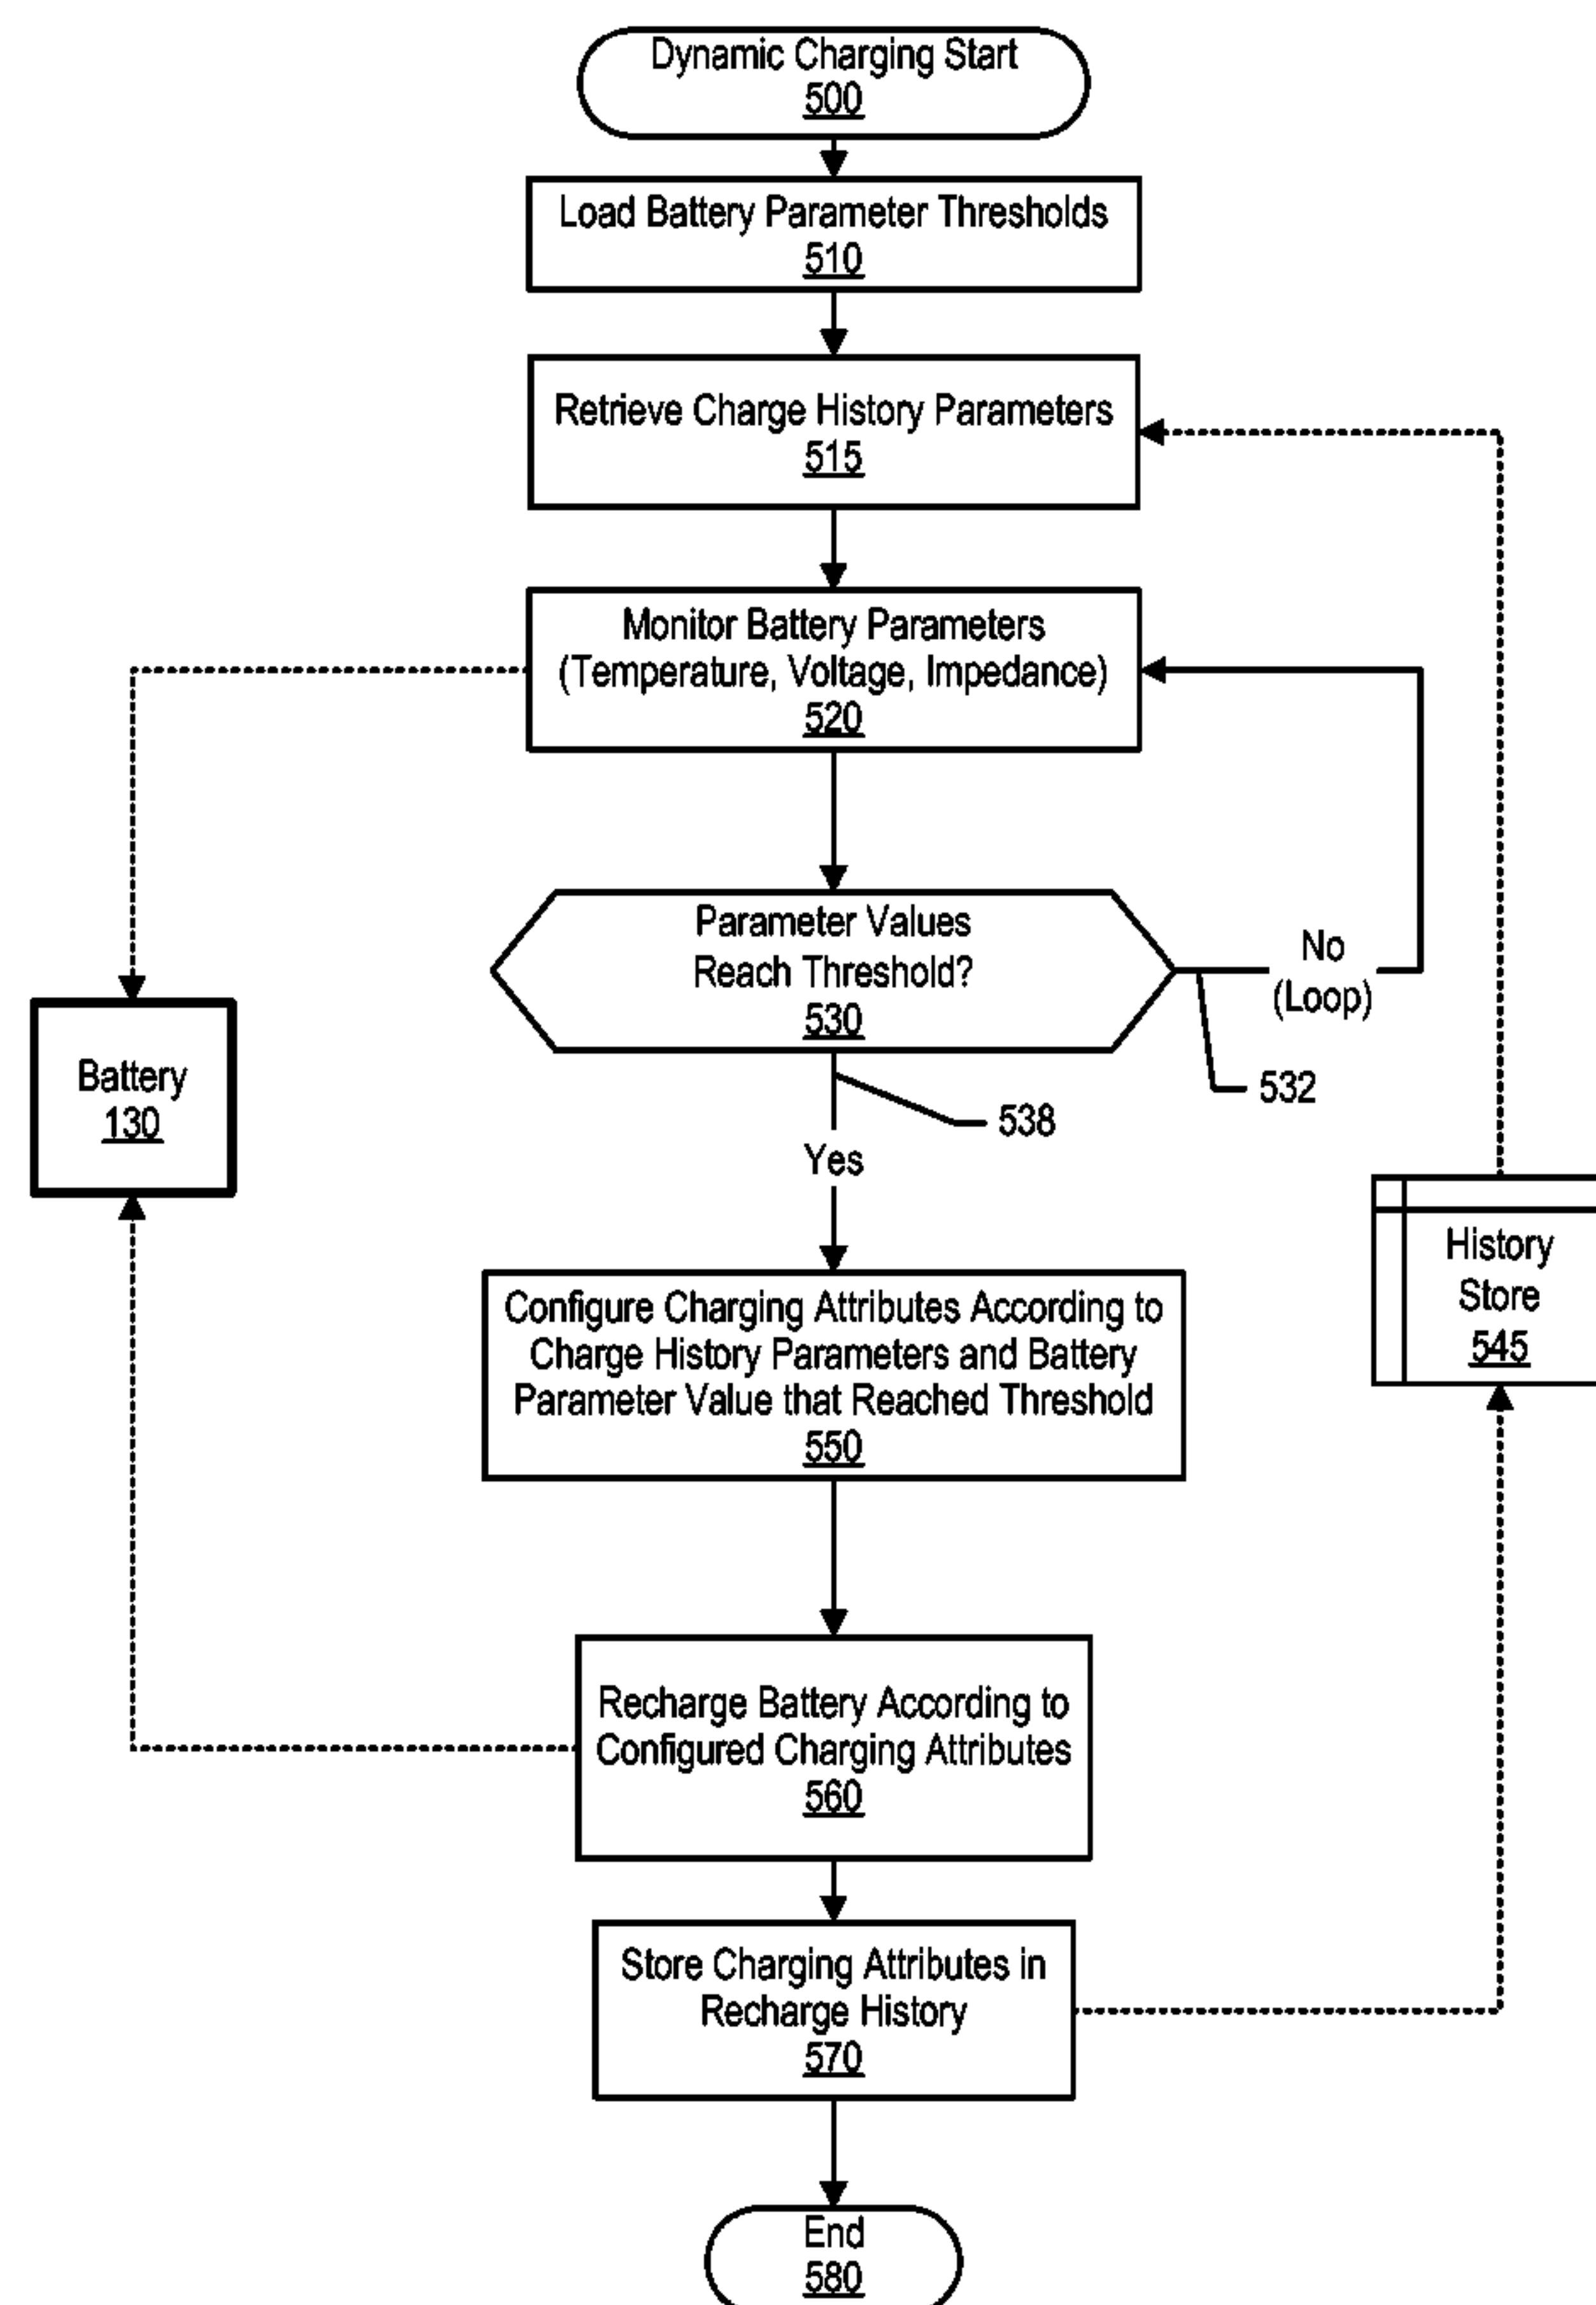 Dynamic Charging Start
500
Load Battery Parameter Thresholds
510
Retrieve Charge History Parameters
515
Monitor Battery Parameters
(Temperature, Voltage, Impedance)
520
Parameter Values
Reach Threshold?
530
No
(Loop)
532
538
Yes
Battery
130
History
Store
545
Configure Charging Attributes According to
Charge History Parameters and Battery
Parameter Value that Reached Threshold
550
Recharge Battery According to
Configured Charging Attributes
560
Store Charging Attributes in
Recharge History
570
End
580